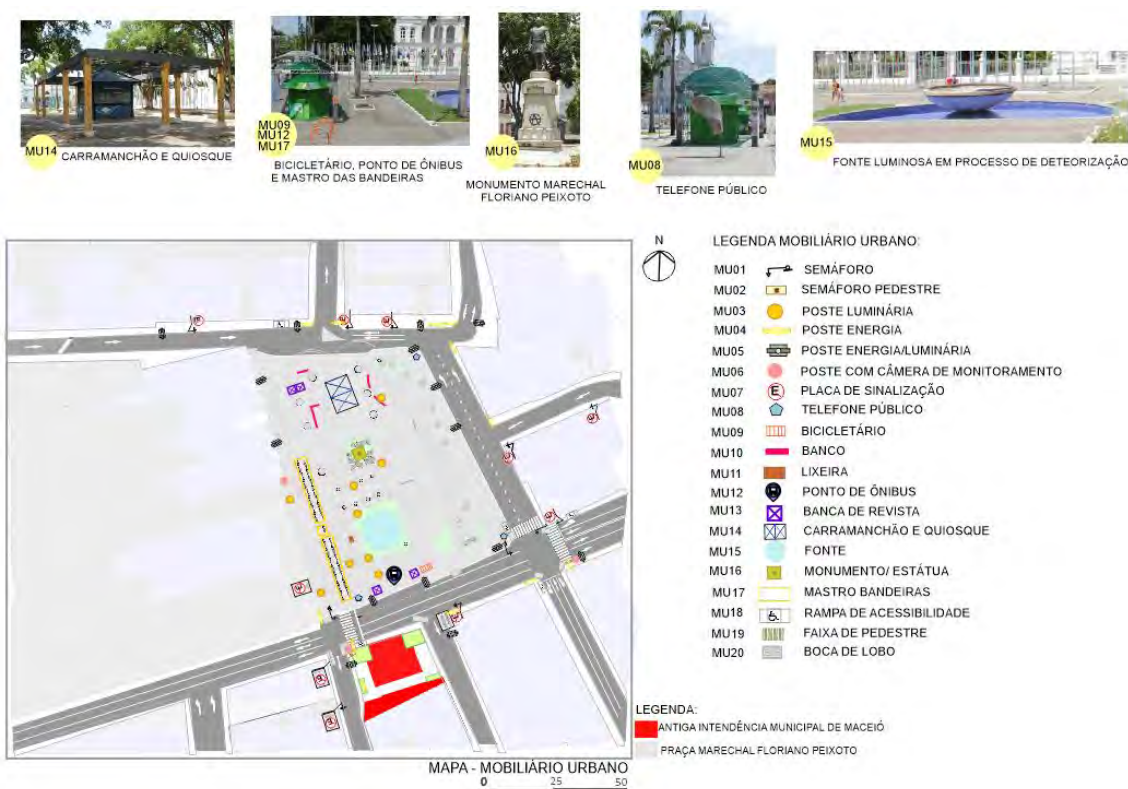 MU14
CARRAMANCHÃO E QUIOSQUE
MU09
MU12
MU17
BICICLETÁRIO, PONTO DE ÔNIBUS
E MASTRO DAS BANDEIRAS
MU16
MONUMENTO MARECHAL
FLORIANO PEIXOTO
MU08
TELEFONE PÚBLICO
MU15
FONTE LUMINOSA EM PROCESSO DE DETEORIZAÇÃO
N
LEGENDA MOBILIÁRIO URBANO:
MU01 SEMÁFORO
MU02 SEMÁFORO PEDESTRE
MU03 POSTE LUMINÁRIA
MU04 POSTE ENERGIA
MU05 POSTE ENERGIA/LUMINÁRIA
MU06 POSTE COM CÂMERA DE MONITORAMENTO
MU07 E PLACA DE SINALIZAÇÃO
MU08 TELEFONE PÚBLICO
MU09 BICICLETÁRIO
MU10 BANCO
MU11 LIXEIRA
MU12 PONTO DE ÔNIBUS
MU13 BANCA DE REVISTA
MU14 CARRAMANCHÃO E QUIOSQUE
MU15 FONTE
MU16 MONUMENTO/ ESTÁTUA
MU17 MASTRO BANDEIRAS
MU18 RAMPA DE ACESSIBILIDADE
MU19 FAIXA DE PEDESTRE
MU20 BOCA DE LOBO
LEGENDA:
ANTIGA INTENDÊNCIA MUNICIPAL DE MACEIÓ
PRAÇA MARECHAL FLORIANO PEIXOTO
MAPA - MOBILIÁRIO URBANO
0 25 50